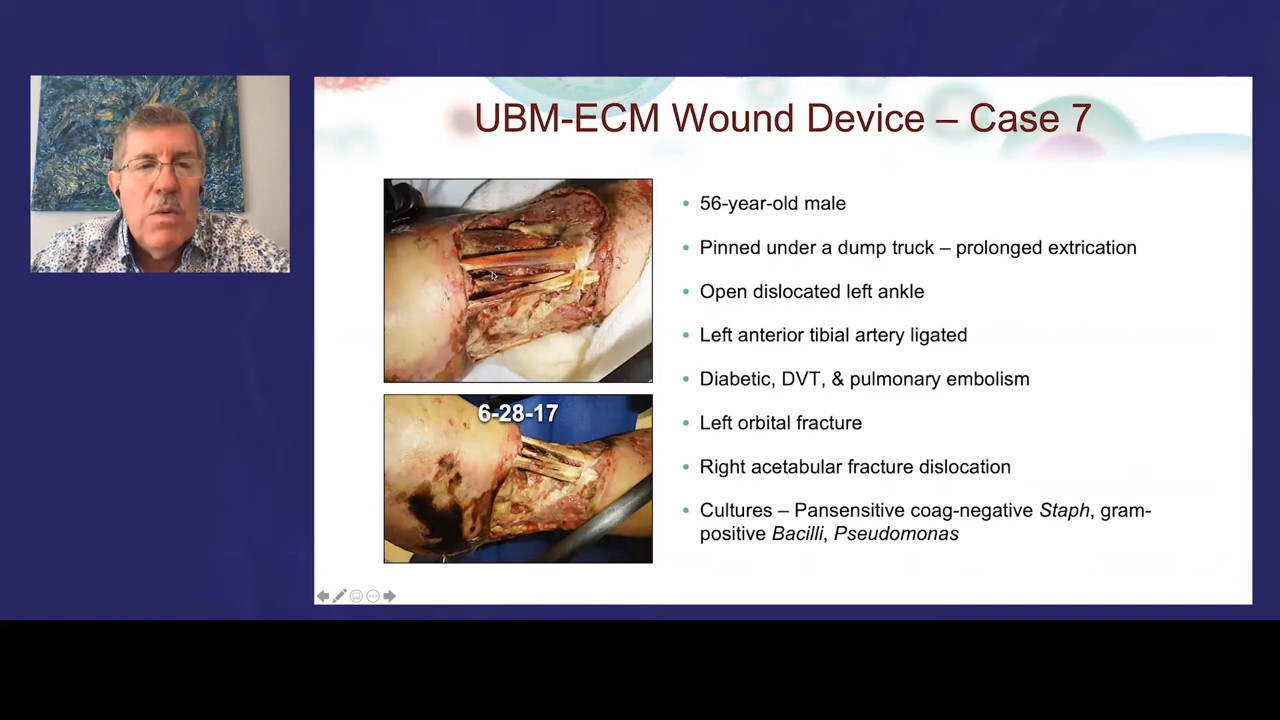 UBM-ECM Wound Device – Case 7
6-28-17
• 56-year-old male
• Pinned under a dump truck – prolonged extrication
• Open dislocated left ankle
• Left anterior tibial artery ligated
• Diabetic, DVT, & pulmonary embolism
• Left orbital fracture
• Right acetabular fracture dislocation
• Cultures – Pansensitive coag-negative Staph, gram-
positive Bacilli, Pseudomonas